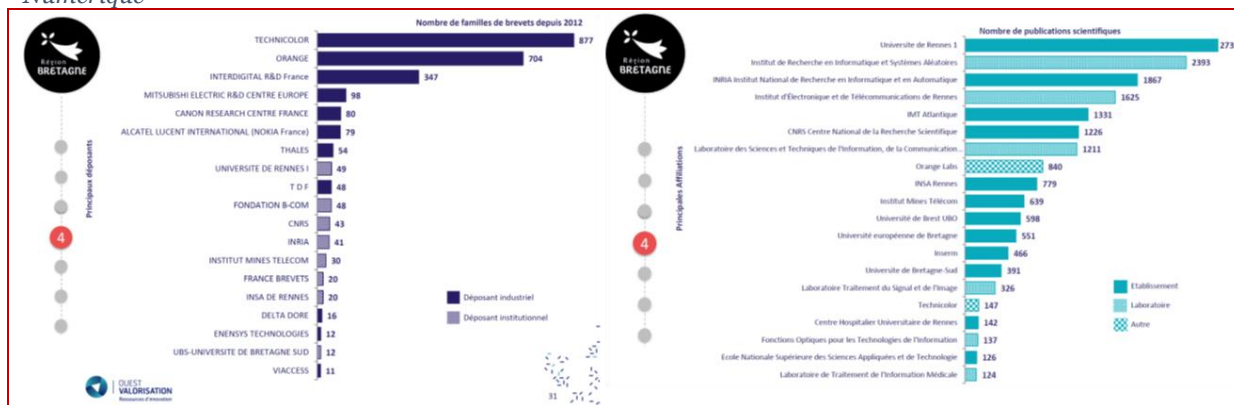 Numérique
Région
BRETAGNE
Nombre de familles de brevets depuis 2012
Principaux déposants
4
TECHNICOLOR 877
ORANGE 704
INTERDIGITAL R&D France 347
MITSUBISHI ELECTRIC R&D CENTRE EUROPE 98
CANON RESEARCH CENTRE FRANCE 80
ALCATEL LUCENT INTERNATIONAL (NOKIA France) 79
THALES 54
UNIVERSITE DE RENNES I 49
T D F 48
FONDATION B-COM 48
CNRS 43
INRIA 41
INSTITUT MINES TELECOM 30
FRANCE BREVETS 20
INSA DE RENNES 20
DELTA DORE 16
ENENSYS TECHNOLOGIES 12
UBS-UNIVERSITE DE BRETAGNE SUD 12
VIACCESS 11
Déposant industriel
Déposant institutionnel
OUEST
VALORISATION
Ressources d'innovation
31
Région
BRETAGNE
Nombre de publications scientifiques
Principales Affiliations
4
Universite de Rennes 1 273
Institut de Recherche en Informatique et Systèmes Aléatoires 2393
INRIA Institut National de Recherche en Informatique et en Automatique 1867
Institut d'Électronique et de Télécommunications de Rennes 1625
IMT Atlantique 1331
CNRS Centre National de la Recherche Scientifique 1226
Laboratoire des Sciences et Techniques de l'Information, de la Communication... 1211
Orange Labs 840
INSA Rennes 779
Institut Mines Télécom 639
Université de Brest UBO 598
Université européenne de Bretagne 551
Inserm 466
Universite de Bretagne-Sud 391
Laboratoire Traitement du Signal et de l'Image 326
Technicolor 147
Centre Hospitalier Universitaire de Rennes 142
Fonctions Optiques pour les Technologies de l'Information 137
Ecole Nationale Supérieure des Sciences Appliquées et de Technologie 126
Laboratoire de Traitement de l'Information Médicale 124
Etablissement
Laboratoire
Autre